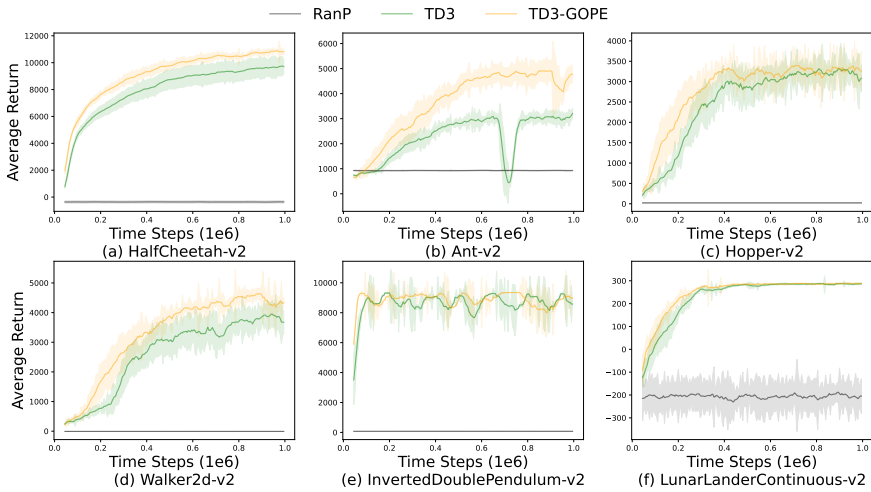 RanP TD3 TD3-GOPE
Average Return
12000
10000
8000
6000
4000
2000
0
0.0 0.2 0.4 0.6 0.8 1.0
Time Steps (1e6)
(a) HalfCheetah-v2
6000
5000
4000
3000
2000
1000
0
0.0 0.2 0.4 0.6 0.8 1.0
Time Steps (1e6)
(b) Ant-v2
4000
3500
3000
2500
2000
1500
1000
500
0
0.0 0.2 0.4 0.6 0.8 1.0
Time Steps (1e6)
(c) Hopper-v2
Average Return
5000
4000
3000
2000
1000
0
0.0 0.2 0.4 0.6 0.8 1.0
Time Steps (1e6)
(d) Walker2d-v2
10000
8000
6000
4000
2000
0
0.0 0.2 0.4 0.6 0.8 1.0
Time Steps (1e6)
(e) InvertedDoublePendulum-v2
300
200
100
0
−100
−200
−300
0.0 0.2 0.4 0.6 0.8 1.0
Time Steps (1e6)
(f) LunarLanderContinuous-v2